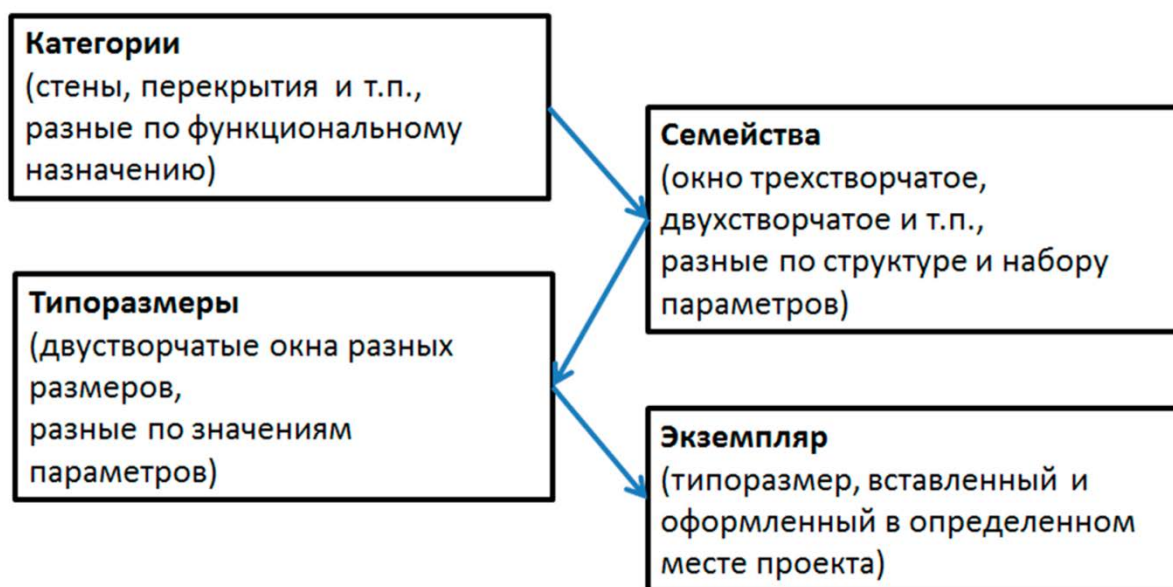 Категории
(стены, перекрытия и т.п.,
разные по функциональному
назначению)
Семейства
(окно трехстворчатое,
двухстворчатое и т.п.,
разные по структуре и набору
параметров)
Типоразмеры
(двустворчатые окна разных
размеров,
разные по значениям
параметров)
Экземпляр
(типоразмер, вставленный и
оформленный в определенном
месте проекта)